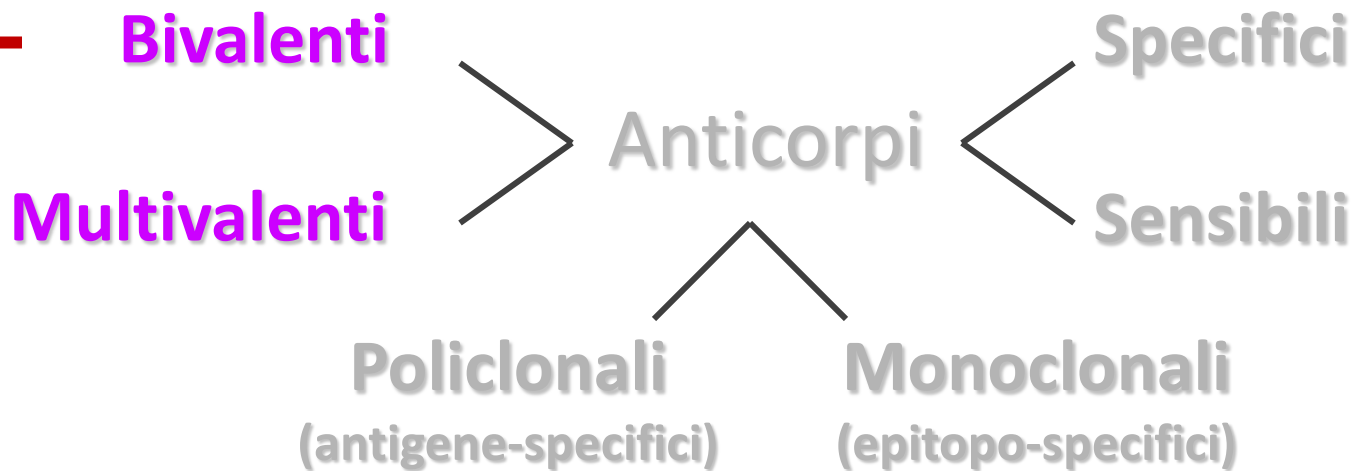 Bivalenti
Specifici
Anticorpi
Multivalenti
Sensibili
Policlonali
Monoclonali
(antigene-specifici)
(epitopo-specifici)